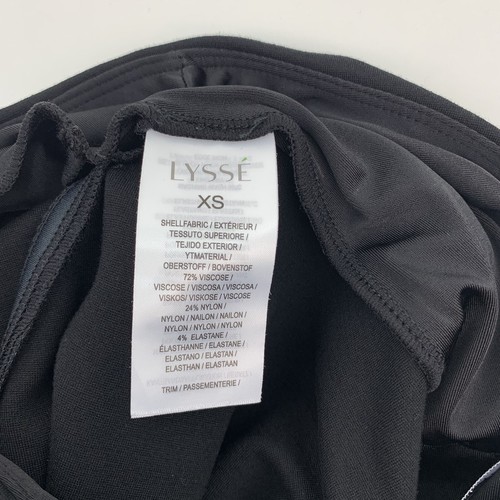 LYSSÉ
XS
SHELLFABRIC / EXTÉRIEUR /
TESSUTO SUPERIORE /
TEJIDO EXTERIOR /
YTMATERIAL /
OBERSTOFF / BOVENSTOF
72% VISCOSE /
VISCOSE / VISCOSA / VISCOSA /
VISKOS/ VISKOSE / VISCOSE
24% NYLON /
NYLON / NAILON / NAILON /
NYLON / NYLON / NYLON
4% ELASTANE /
ÉLASTHANNE / ELASTANE /
ELASTANO / ELASTAN /
ELASTHAN / ELASTAAN
TRIM / PASSEMENTERIE /